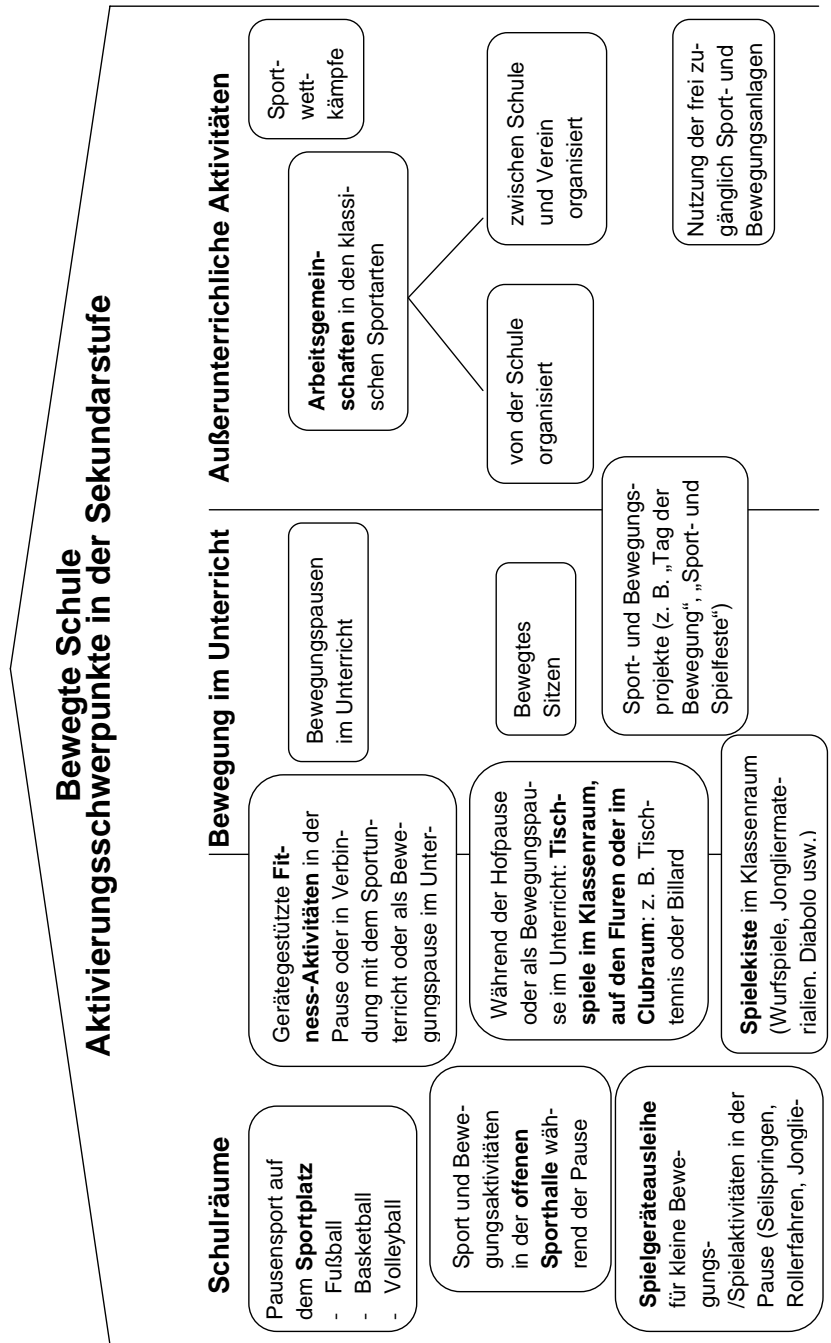 Bewegte Schule
Aktivierungsschwerpunkte in der Sekundarstufe
Schulräume
Pausensport auf
dem Sportplatz
- Fußball
- Basketball
- Volleyball
Sport und Bewe-
gungsaktivitäten
in der offenen
Sporthalle wäh-
rend der Pause
Spielgeräteausleihe
für kleine Bewe-
gungs-
/Spielaktivitäten in der
Pause (Seilspringen,
Rollerfahren, Jonglie-
Gerätegestützte Fit-
ness-Aktivitäten in der
Pause oder in Verbin-
dung mit dem Sportun-
terricht oder als Bewe-
gungspause im Unter-
Während der Hofpause
oder als Bewegungspau-
se im Unterricht: Tisch-
spiele im Klassenraum,
auf den Fluren oder im
Clubraum: z. B. Tisch-
tennis oder Billard
Spielekiste im Klassenraum
(Wurfspiele, Jongliermate-
rialien. Diabolo usw.)
Bewegung im Unterricht
Bewegungspausen
im Unterricht
Bewegtes
Sitzen
Sport- und Bewegungs-
projekte (z. B. „Tag der
Bewegung“, „Sport- und
Spielfeste“)
Außerunterrichliche Aktivitäten
Sport-
wett-
kämpfe
Arbeitsgemein-
schaften in den klassi-
schen Sportarten
von der Schule
organisiert
zwischen Schule
und Verein
organisiert
Nutzung der frei zu-
gänglich Sport- und
Bewegungsanlagen